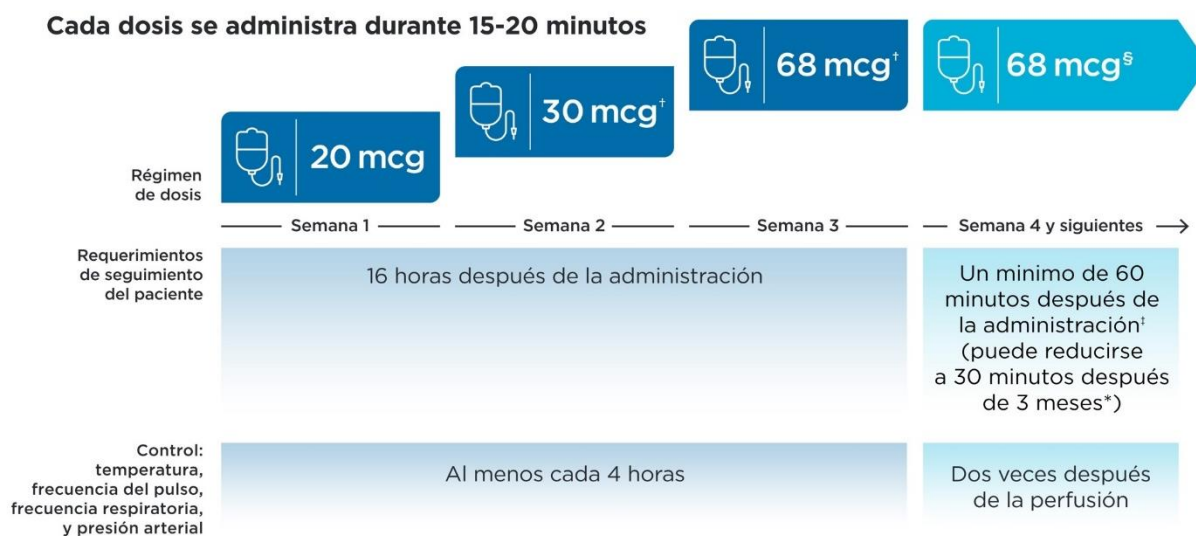 Cada dosis se administra durante 15-20 minutos
20 mcg
30 mcg†
68 mcg†
68 mcg§
Régimen
de dosis
Semana 1
Semana 2
Semana 3
Semana 4 y siguientes
Requerimientos
de seguimiento
del paciente
16 horas después de la administración
Un minimo de 60
minutos después de
la administración‡
(puede reducirse
a 30 minutos después
de 3 meses*)
Control:
temperatura,
frecuencia del pulso,
frecuencia respiratoria,
y presión arterial
Al menos cada 4 horas
Dos veces después
de la perfusión